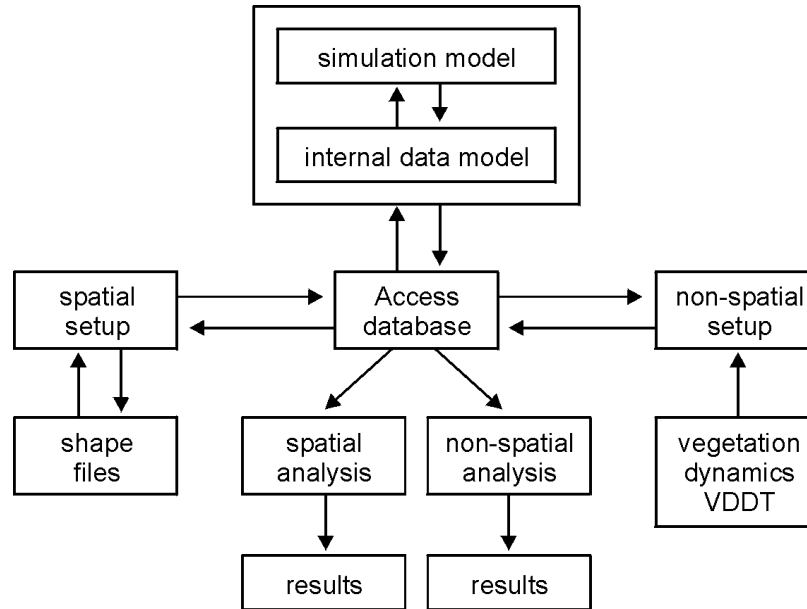 simulation model
internal data model
spatial
setup
Access
database
non-spatial
setup
shape
files
spatial
analysis
non-spatial
analysis
vegetation
dynamics
VDDT
results
results